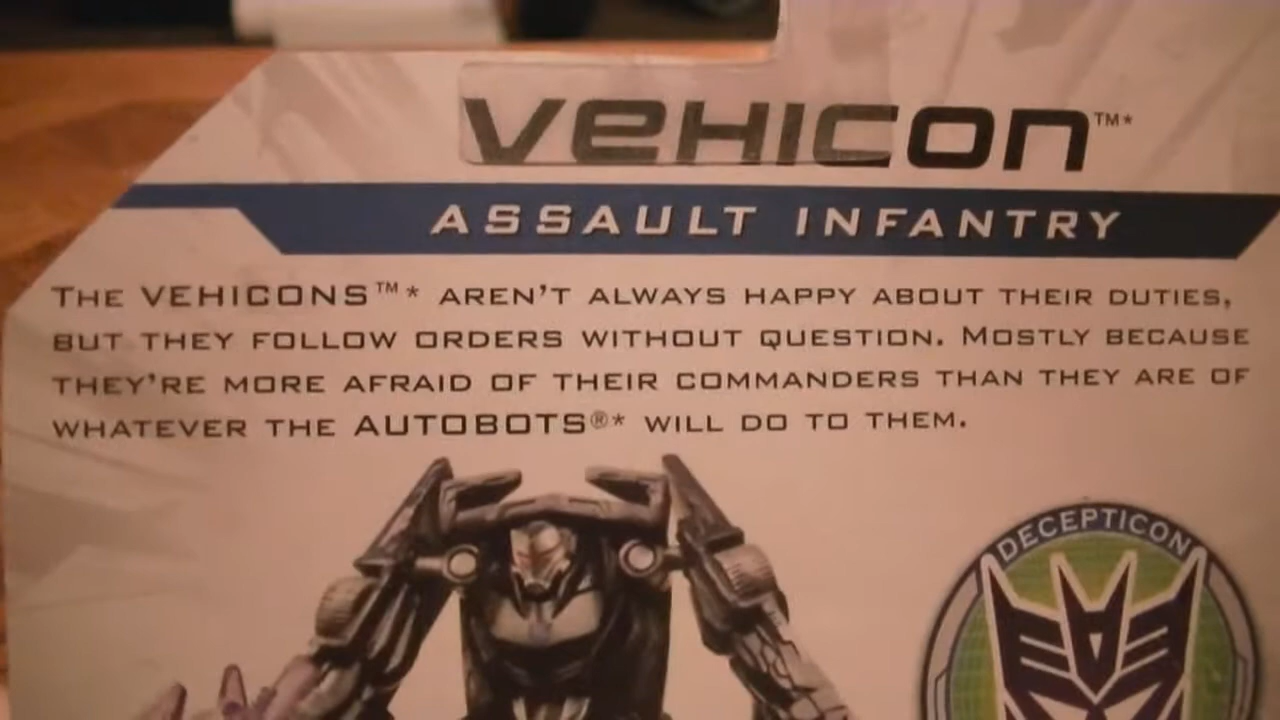 VEHICON™*
ASSAULT INFANTRY
THE VEHICONS™* AREN'T ALWAYS HAPPY ABOUT THEIR DUTIES,
BUT THEY FOLLOW ORDERS WITHOUT QUESTION. MOSTLY BECAUSE
THEY'RE MORE AFRAID OF THEIR COMMANDERS THAN THEY ARE OF
WHATEVER THE AUTOBOTS®* WILL DO TO THEM.
DECEPTICON